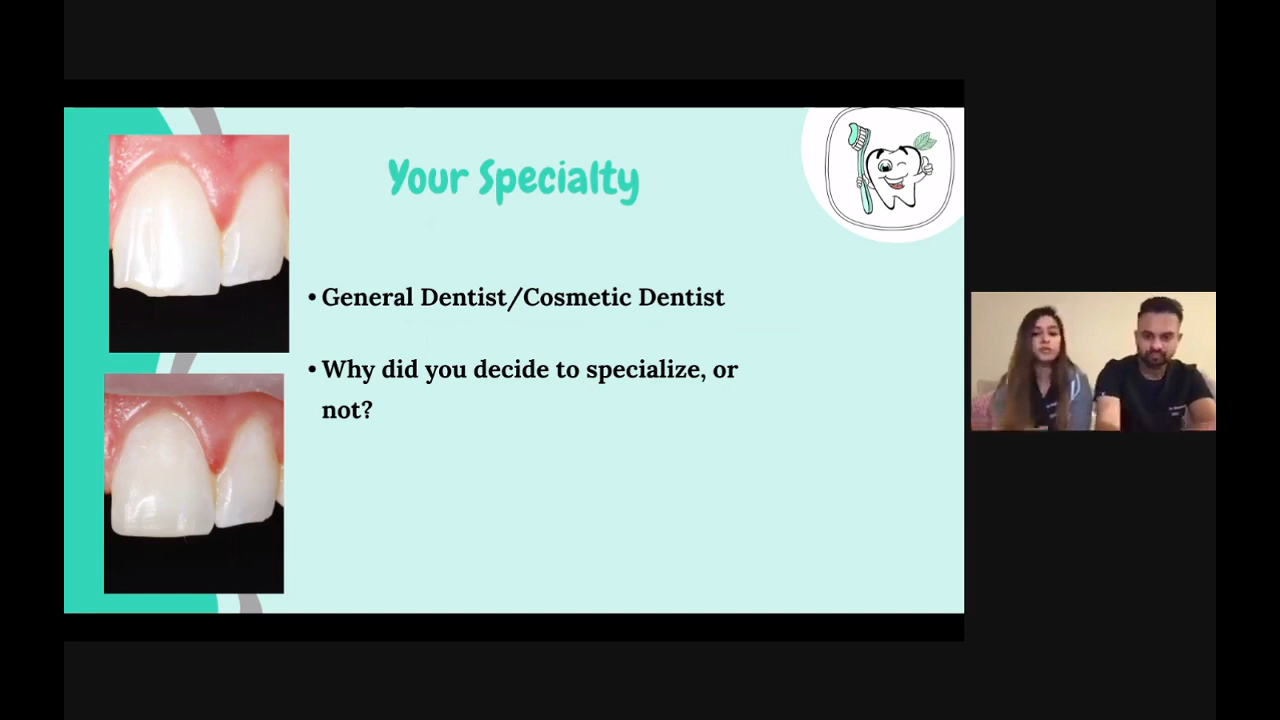 Your Specialty
• General Dentist/Cosmetic Dentist
• Why did you decide to specialize, or
not?